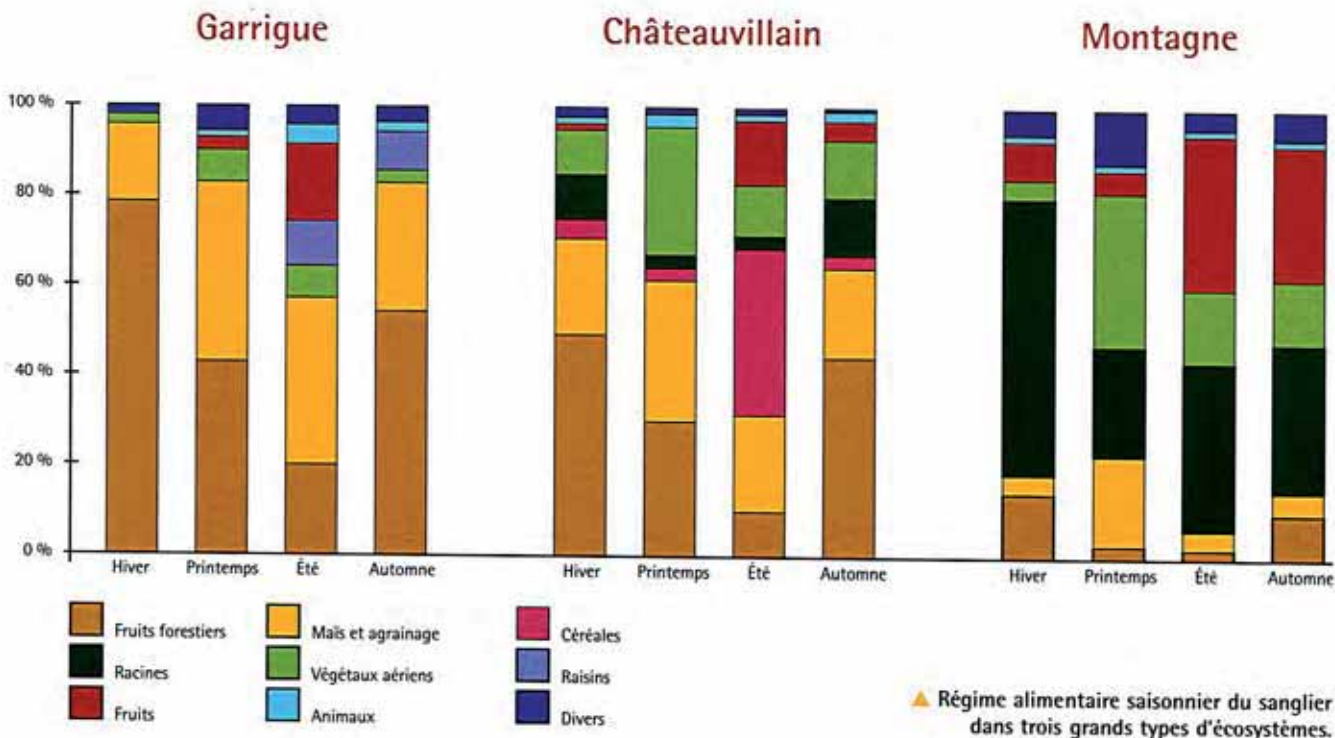 Garrigue
Châteauvillain
Montagne
100 %
80 %
60 %
40 %
20 %
0 %
Hiver Printemps Été Automne
Hiver Printemps Été Automne
Hiver Printemps Été Automne
Fruits forestiers
Racines
Fruits
Maïs et agrainage
Végétaux aériens
Animaux
Céréales
Raisins
Divers
Régime alimentaire saisonnier du sanglier
dans trois grands types d'écosystèmes.